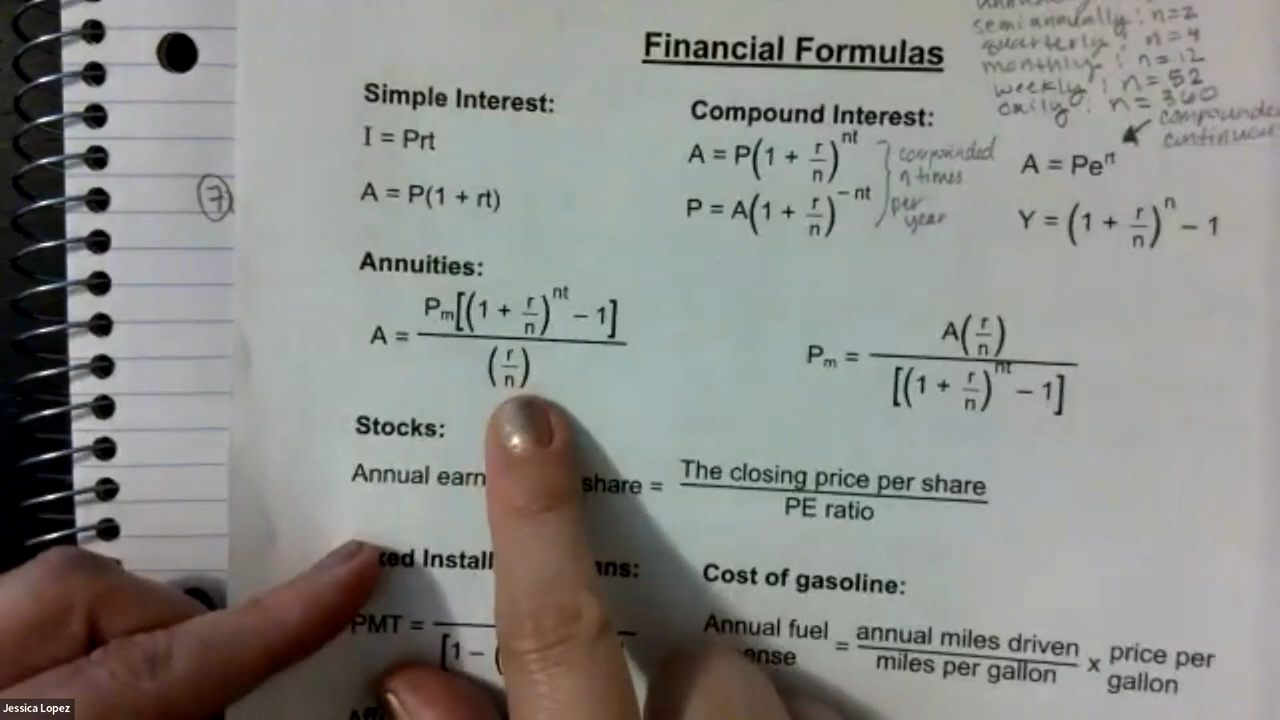 semiannually : n=2
quarterly : n=4
monthly : n=12
weekly : n=52
daily : n=360
Financial Formulas
Simple Interest:
I = Prt
A = P(1 + rt)
Compound Interest:
A = P(1 + r/n)^nt
P = A(1 + r/n)^- nt
compounded
n times
per
year
A = Pe^rt
Y = (1 + r/n)^n - 1
7
Annuities:
A = Pm[(1 + r/n)^nt - 1] / (r/n)
Pm = A(r/n) / [(1 + r/n)^nt - 1]
Stocks:
Annual earn share = The closing price per share / PE ratio
Install
PMT =
[1 - (
Cost of gasoline:
Annual fuel = annual miles driven / miles per gallon x price per gallon
Jessica Lopez